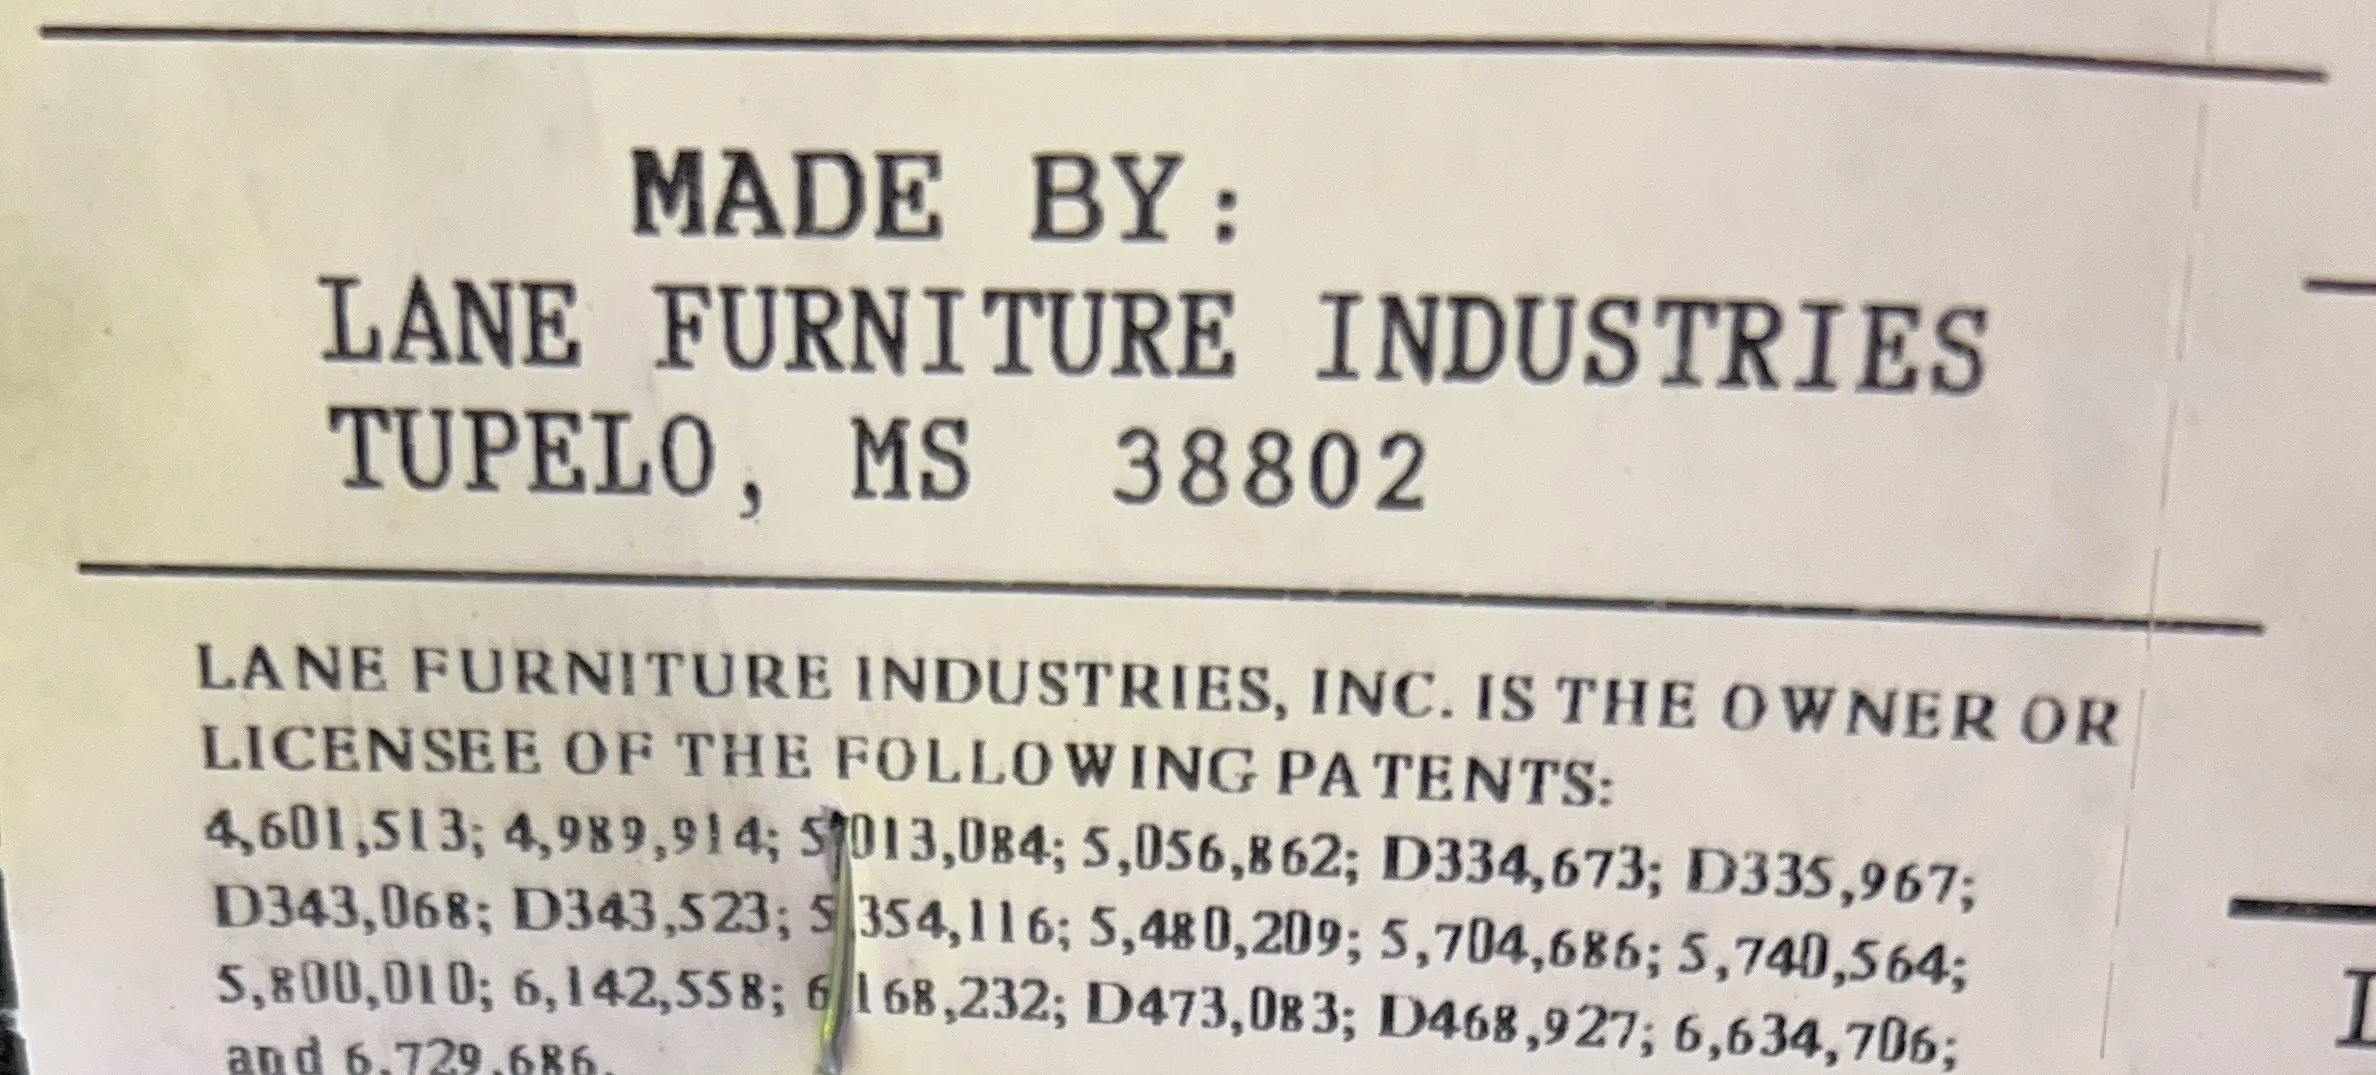 MADE BY:
LANE FURNITURE INDUSTRIES
TUPELO, MS 38802
LANE FURNITURE INDUSTRIES, INC. IS THE OWNER OR
LICENSEE OF THE FOLLOWING PATENTS:
4,601,513; 4,989,914; 5,013,084; 5,056,862; D334,673; D335,967;
D343,068; D343,523; 5,354,116; 5,480,209; 5,704,686; 5,740,564;
5,800,010; 6,142,558; 6,168,232; D473,083; D468,927; 6,634,706;
and 6,729,686.